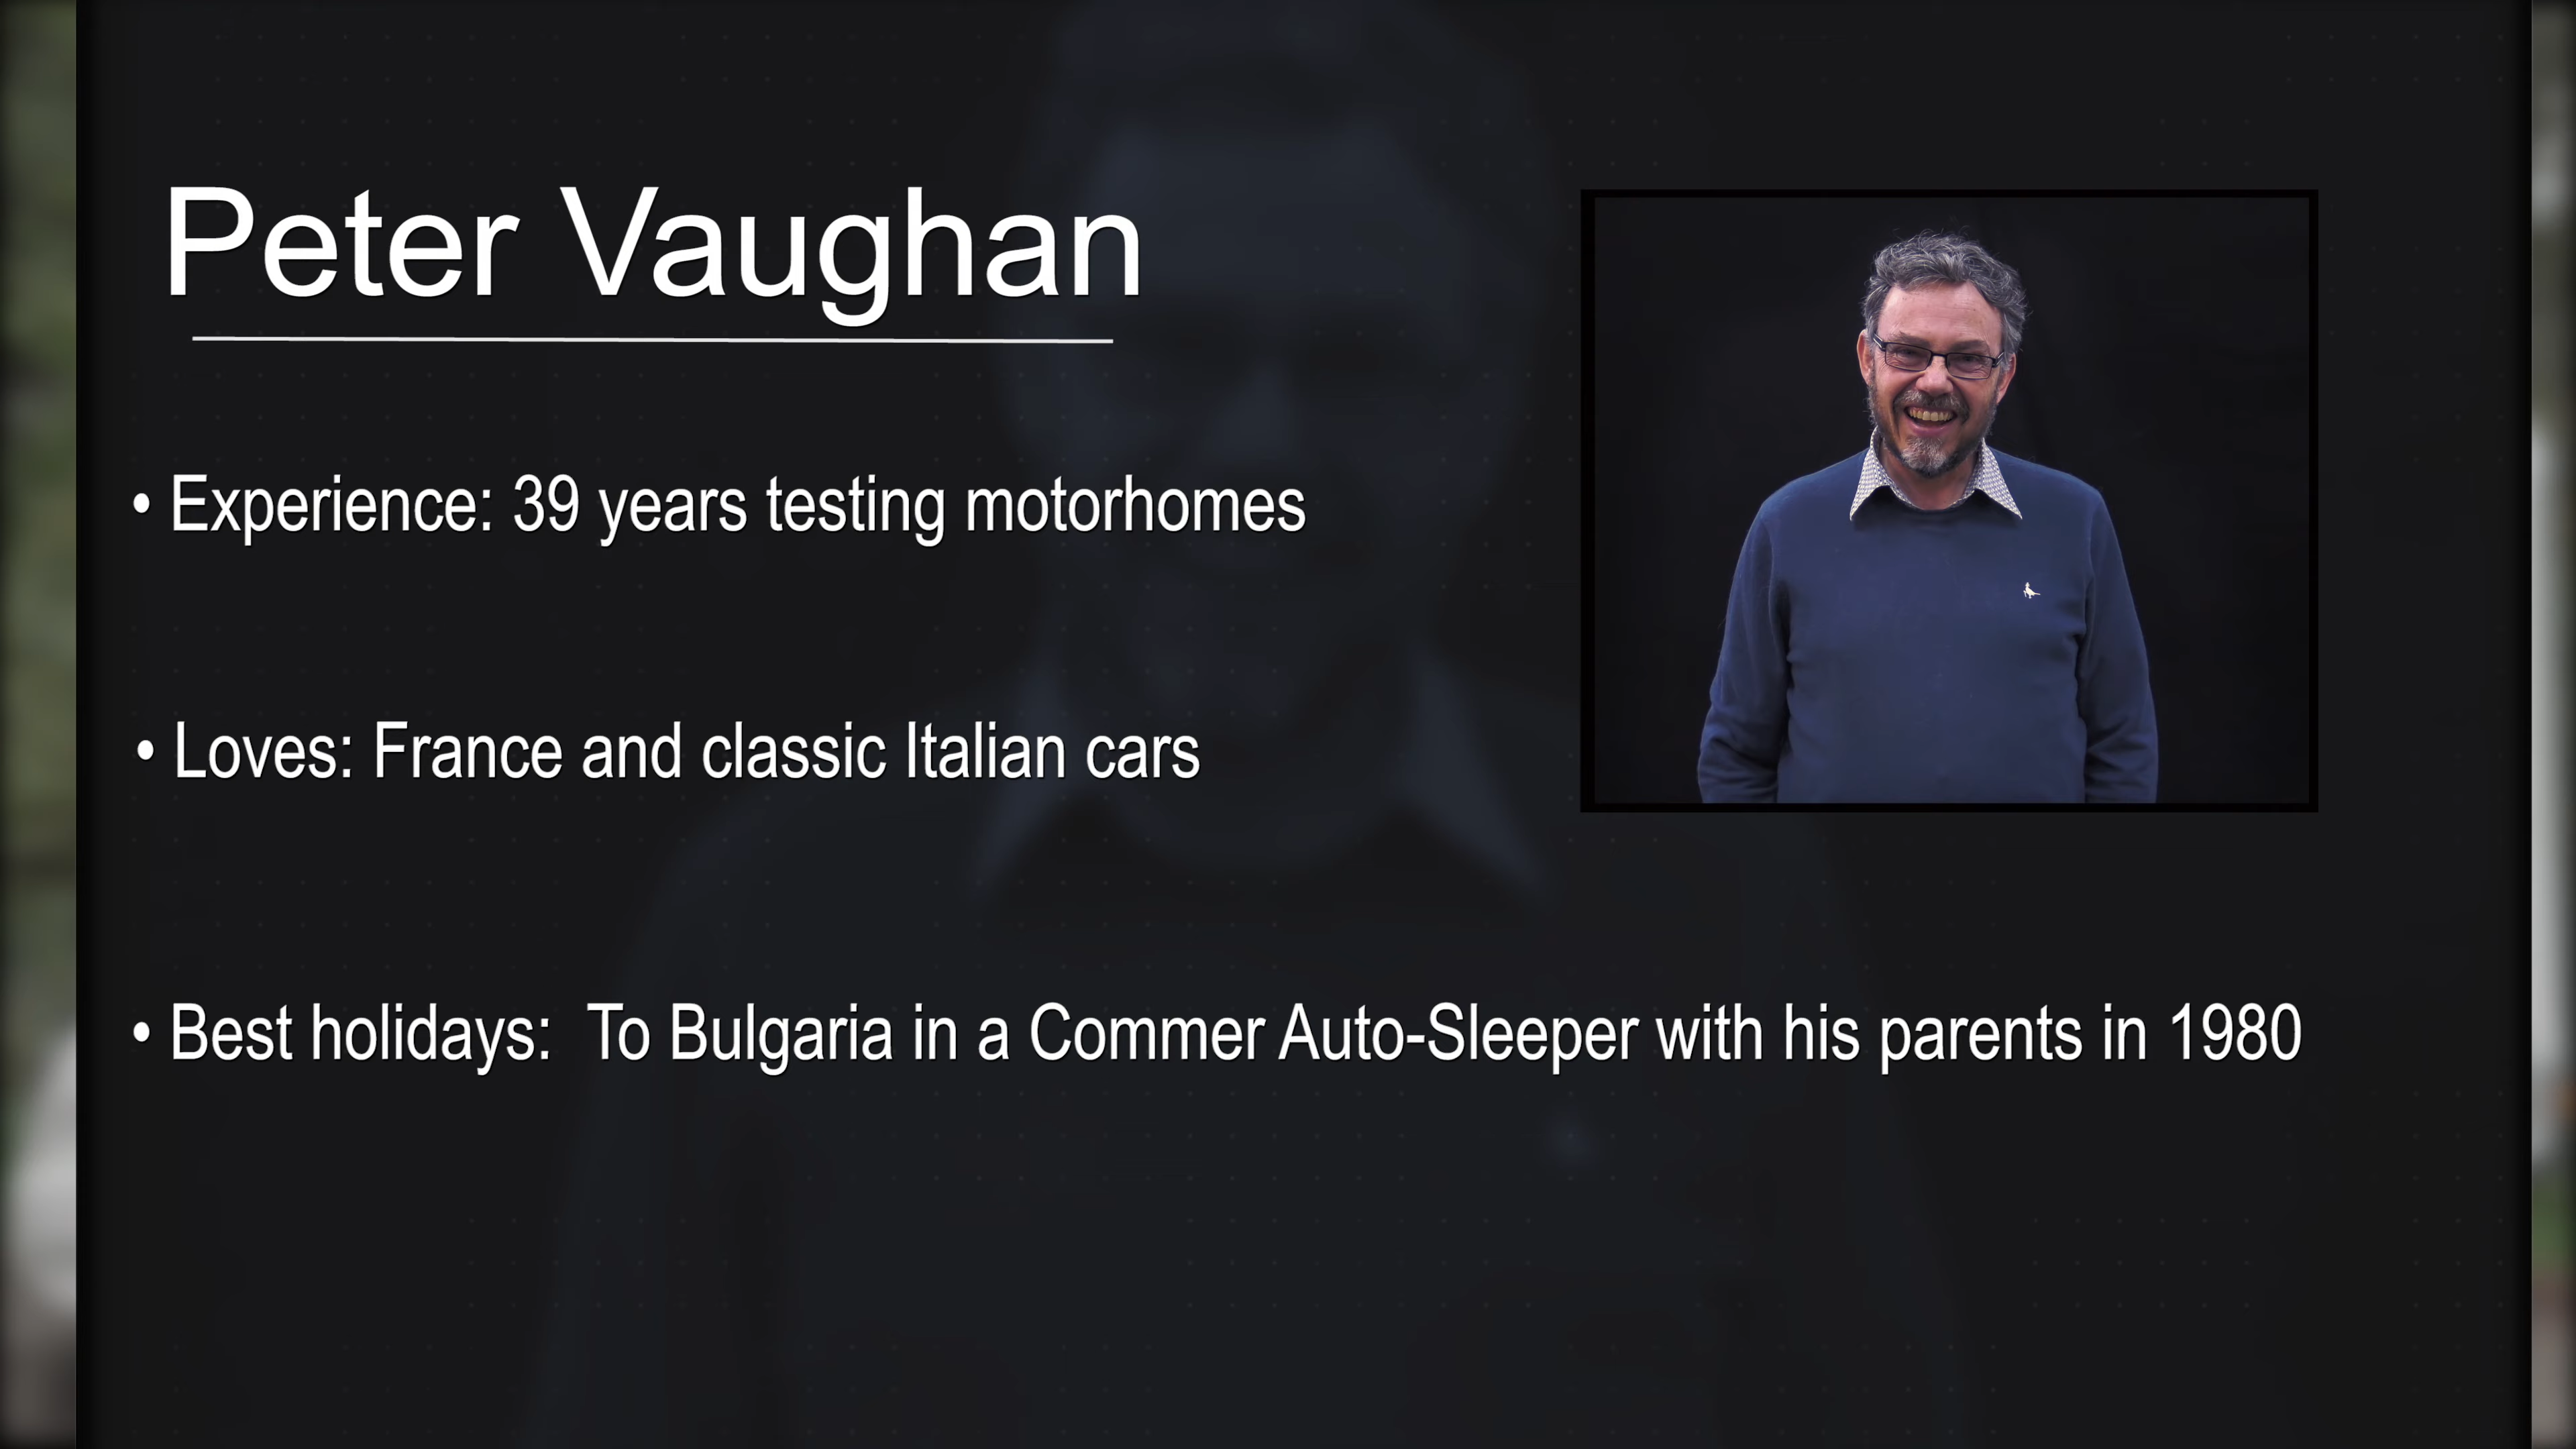 Peter Vaughan
• Experience: 39 years testing motorhomes
• Loves: France and classic Italian cars
• Best holidays: To Bulgaria in a Commer Auto-Sleeper with his parents in 1980